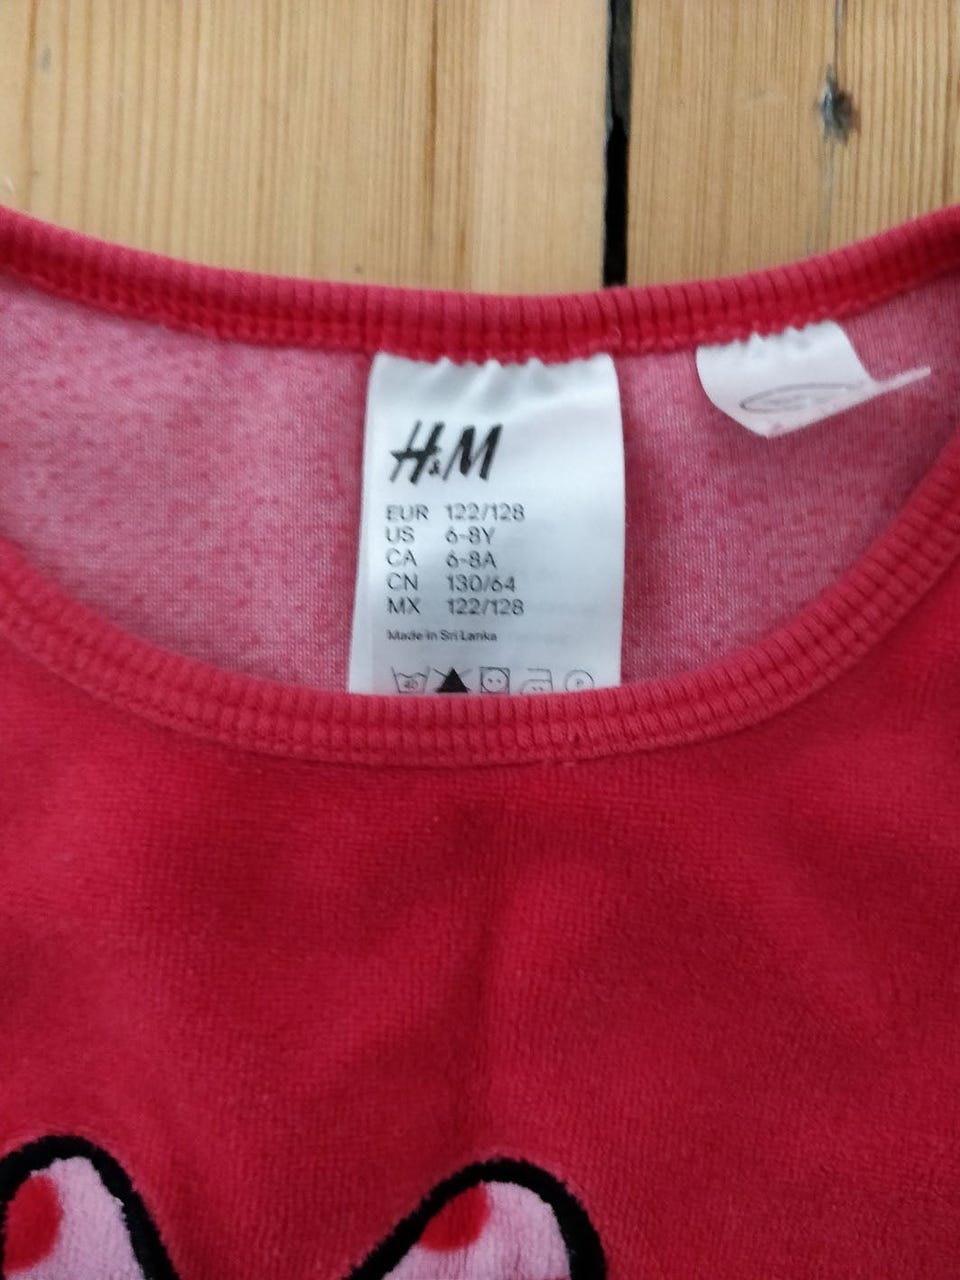 H&M
EUR 122/128
US 6-8Y
CA 6-8A
CN 130/64
MX 122/128
Made in Sri Lanka
40
P